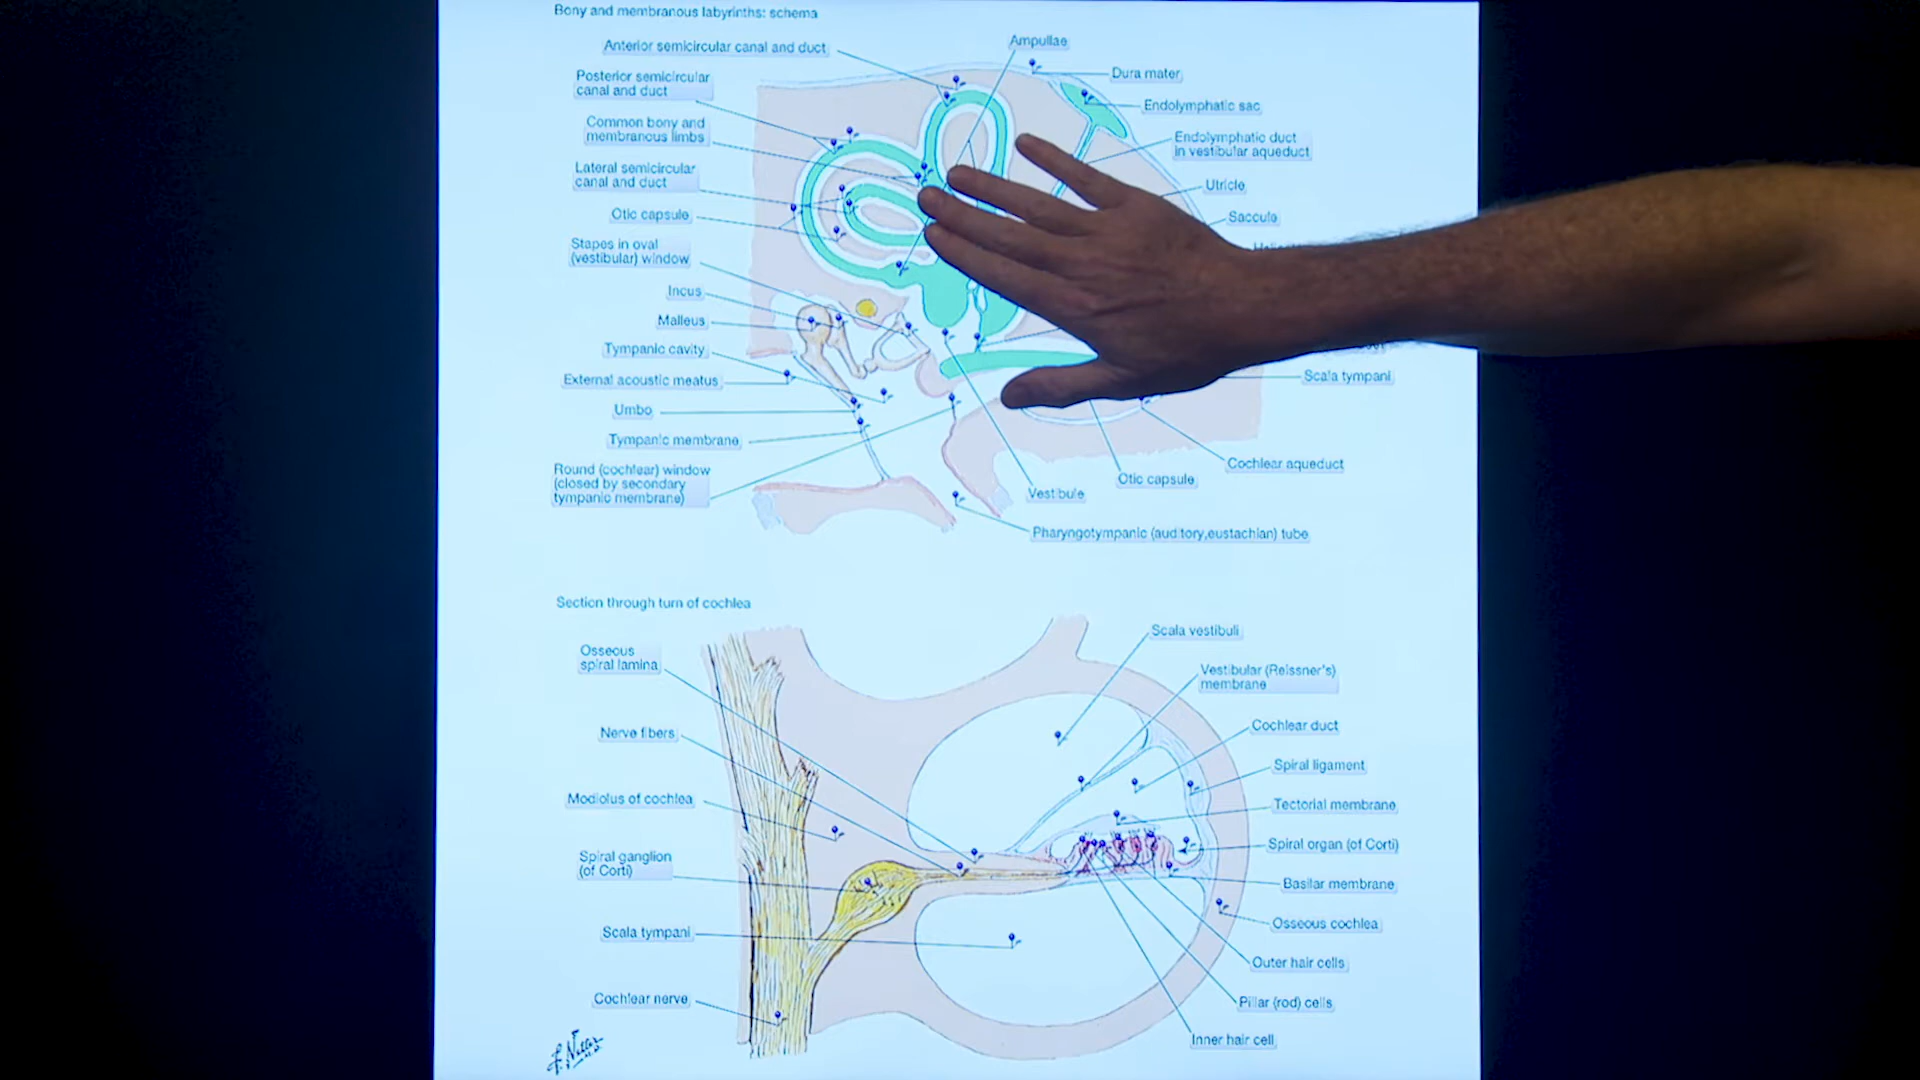 Bony and membranous labyrinths: schema
Anterior semicircular canal and duct
Ampullae
Dura mater
Posterior semicircular
canal and duct
Endolymphatic sac
Common bony and
membranous limbs
Endolymphatic duct
in vestibular aqueduct
Lateral semicircular
canal and duct
Utricle
Otic capsule
Saccule
Stapes in oval
(vestibular) window
Incus
Malleus
Tympanic cavity
External acoustic meatus
Scala tympani
Umbo
Tympanic membrane
Round (cochlear) window
(closed by secondary
tympanic membrane)
Cochlear aqueduct
Otic capsule
Vestibule
Pharyngotympanic (auditory,eustachian) tube
Section through turn of cochlea
Scala vestibuli
Osseous
spiral lamina
Vestibular (Reissner's)
membrane
Nerve fibers
Cochlear duct
Spiral ligament
Modiolus of cochlea
Tectorial membrane
Spiral organ (of Corti)
Spiral ganglion
(of Corti)
Basilar membrane
Osseous cochlea
Scala tympani
Outer hair cells
Cochlear nerve
Pillar (rod) cells
Inner hair cell